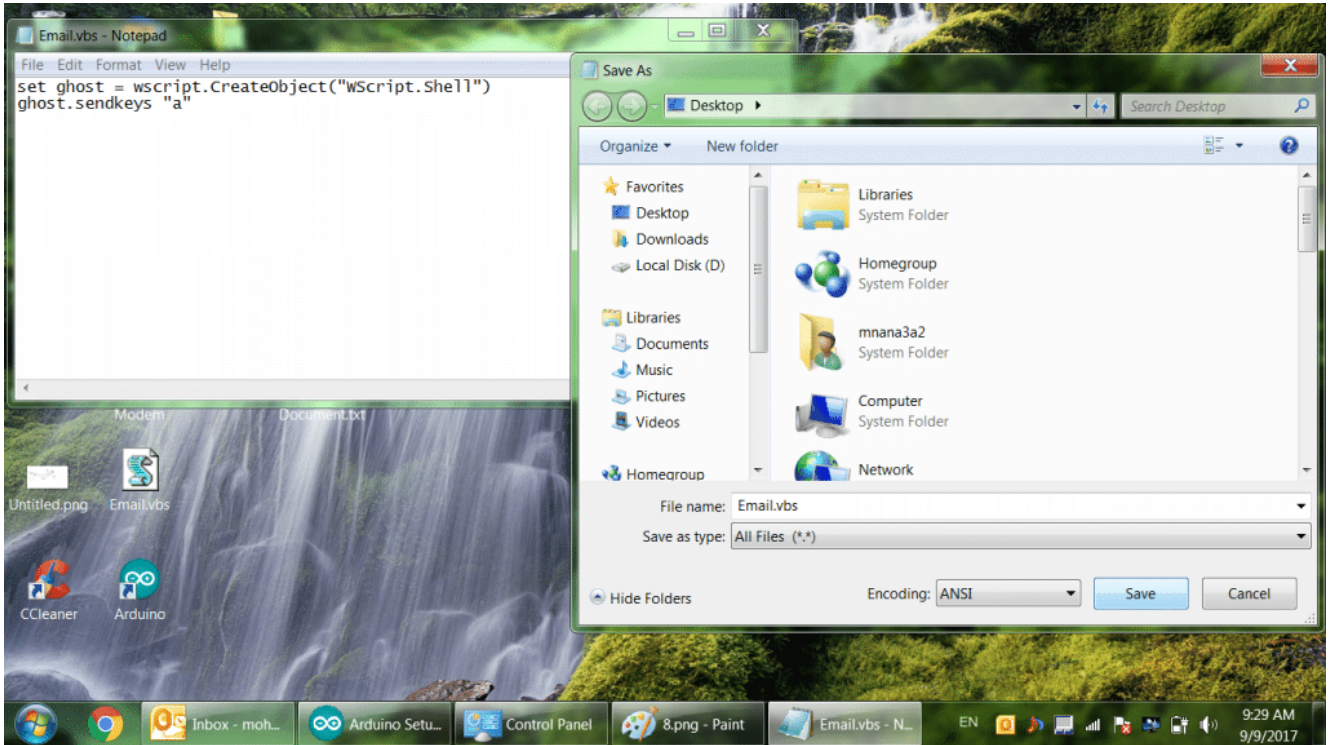 Email.vbs - Notepad
File Edit Format View Help
set ghost = wscript.CreateObject("WScript.Shell")
ghost.sendkeys "a"
Modem
Document.txt
Untitled.png
Email.vbs
CCleaner
Arduino
Save As
Desktop
Search Desktop
Organize
New folder
Favorites
Desktop
Downloads
Local Disk (D)
Libraries
Documents
Music
Pictures
Videos
Homegroup
Libraries
System Folder
Homegroup
System Folder
mnana3a2
System Folder
Computer
System Folder
Network
File name: Email.vbs
Save as type: All Files (*.*)
Hide Folders
Encoding: ANSI
Save
Cancel
Inbox - moh...
Arduino Setu...
Control Panel
8.png - Paint
Email.vbs - N...
EN
9:29 AM
9/9/2017